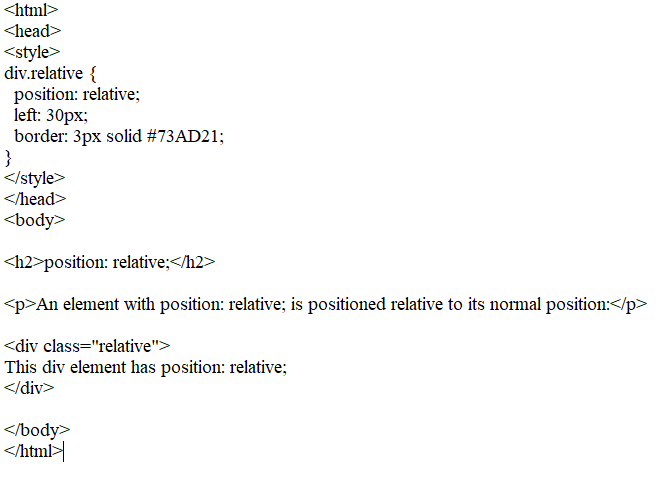 <html>
<head>
<style>
div.relative {
  position: relative;
  left: 30px;
  border: 3px solid #73AD21;
}
</style>
</head>
<body>

<h2>position: relative;</h2>

<p>An element with position: relative; is positioned relative to its normal position:</p>

<div class="relative">
This div element has position: relative;
</div>

</body>
</html>